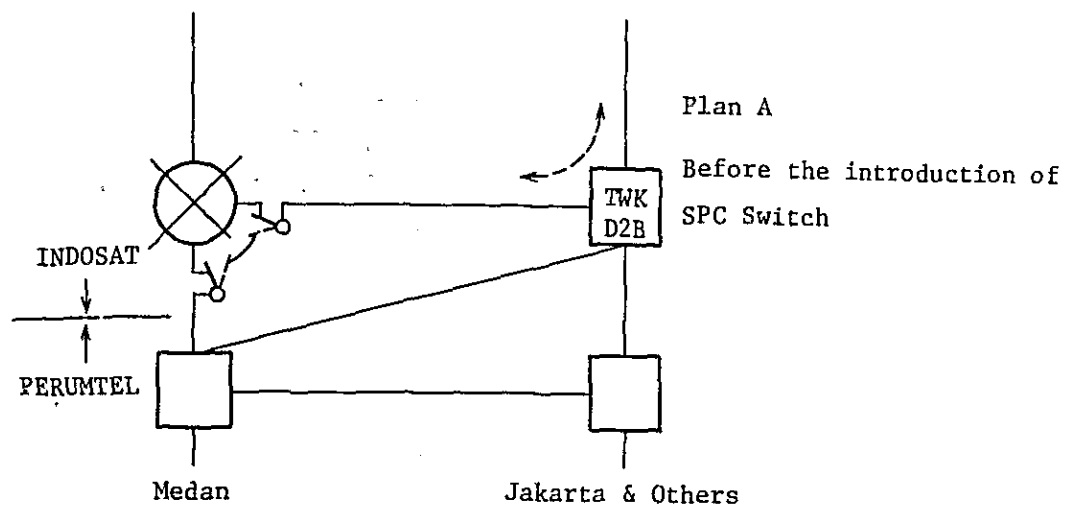 Plan A
Before the introduction of
SPC Switch
TWK
D2B
INDOSAT
PERUMTEL
Medan
Jakarta & Others